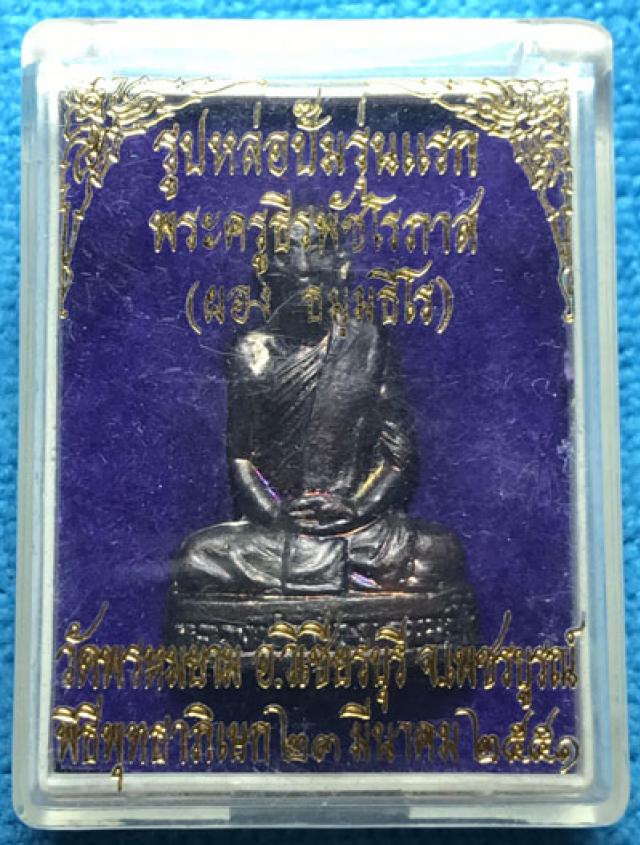 รูปหล่อปั๊มรุ่นแรก
พระครูธีรพัชโรภาส
(ผอง ธมฺมธีโร)
วัดพรหมยาม อ.วิเชียรบุรี จ.เพชรบูรณ์
พิธีพุทธาภิเษก ๒๓ มีนาคม ๒๕๕๑